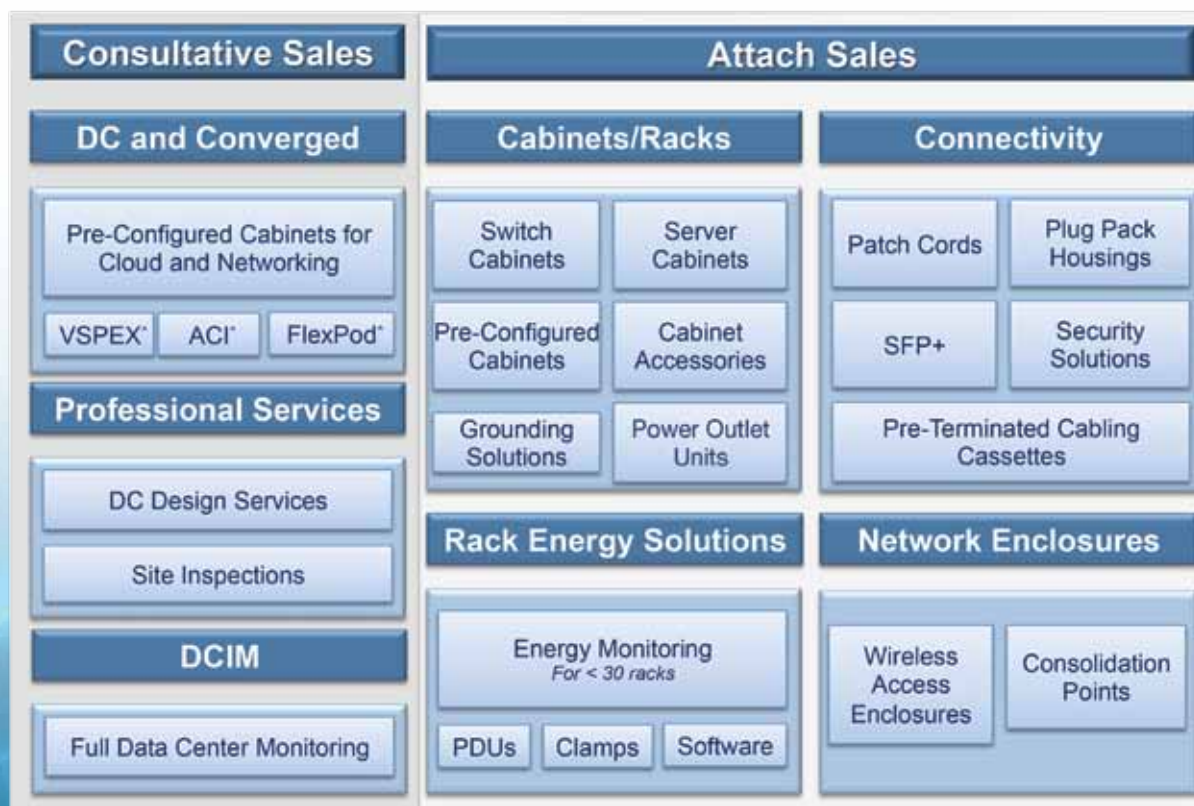 Consultative Sales
DC and Converged
Pre-Configured Cabinets for
Cloud and Networking
VSPEX*
ACI*
FlexPod*
Professional Services
DC Design Services
Site Inspections
DCIM
Full Data Center Monitoring
Attach Sales
Cabinets/Racks
Switch
Cabinets
Server
Cabinets
Pre-Configured
Cabinets
Cabinet
Accessories
Grounding
Solutions
Power Outlet
Units
Connectivity
Patch Cords
Plug Pack
Housings
SFP+
Security
Solutions
Pre-Terminated Cabling
Cassettes
Rack Energy Solutions
Energy Monitoring
For < 30 racks
PDUs
Clamps
Software
Network Enclosures
Wireless
Access
Enclosures
Consolidation
Points